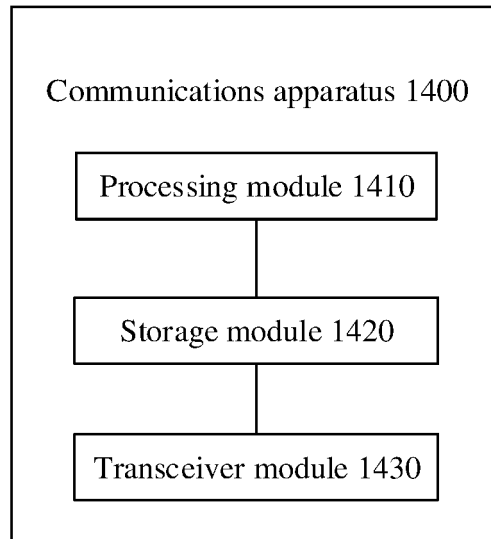 Communications apparatus 1400
Processing module 1410
Storage module 1420
Transceiver module 1430